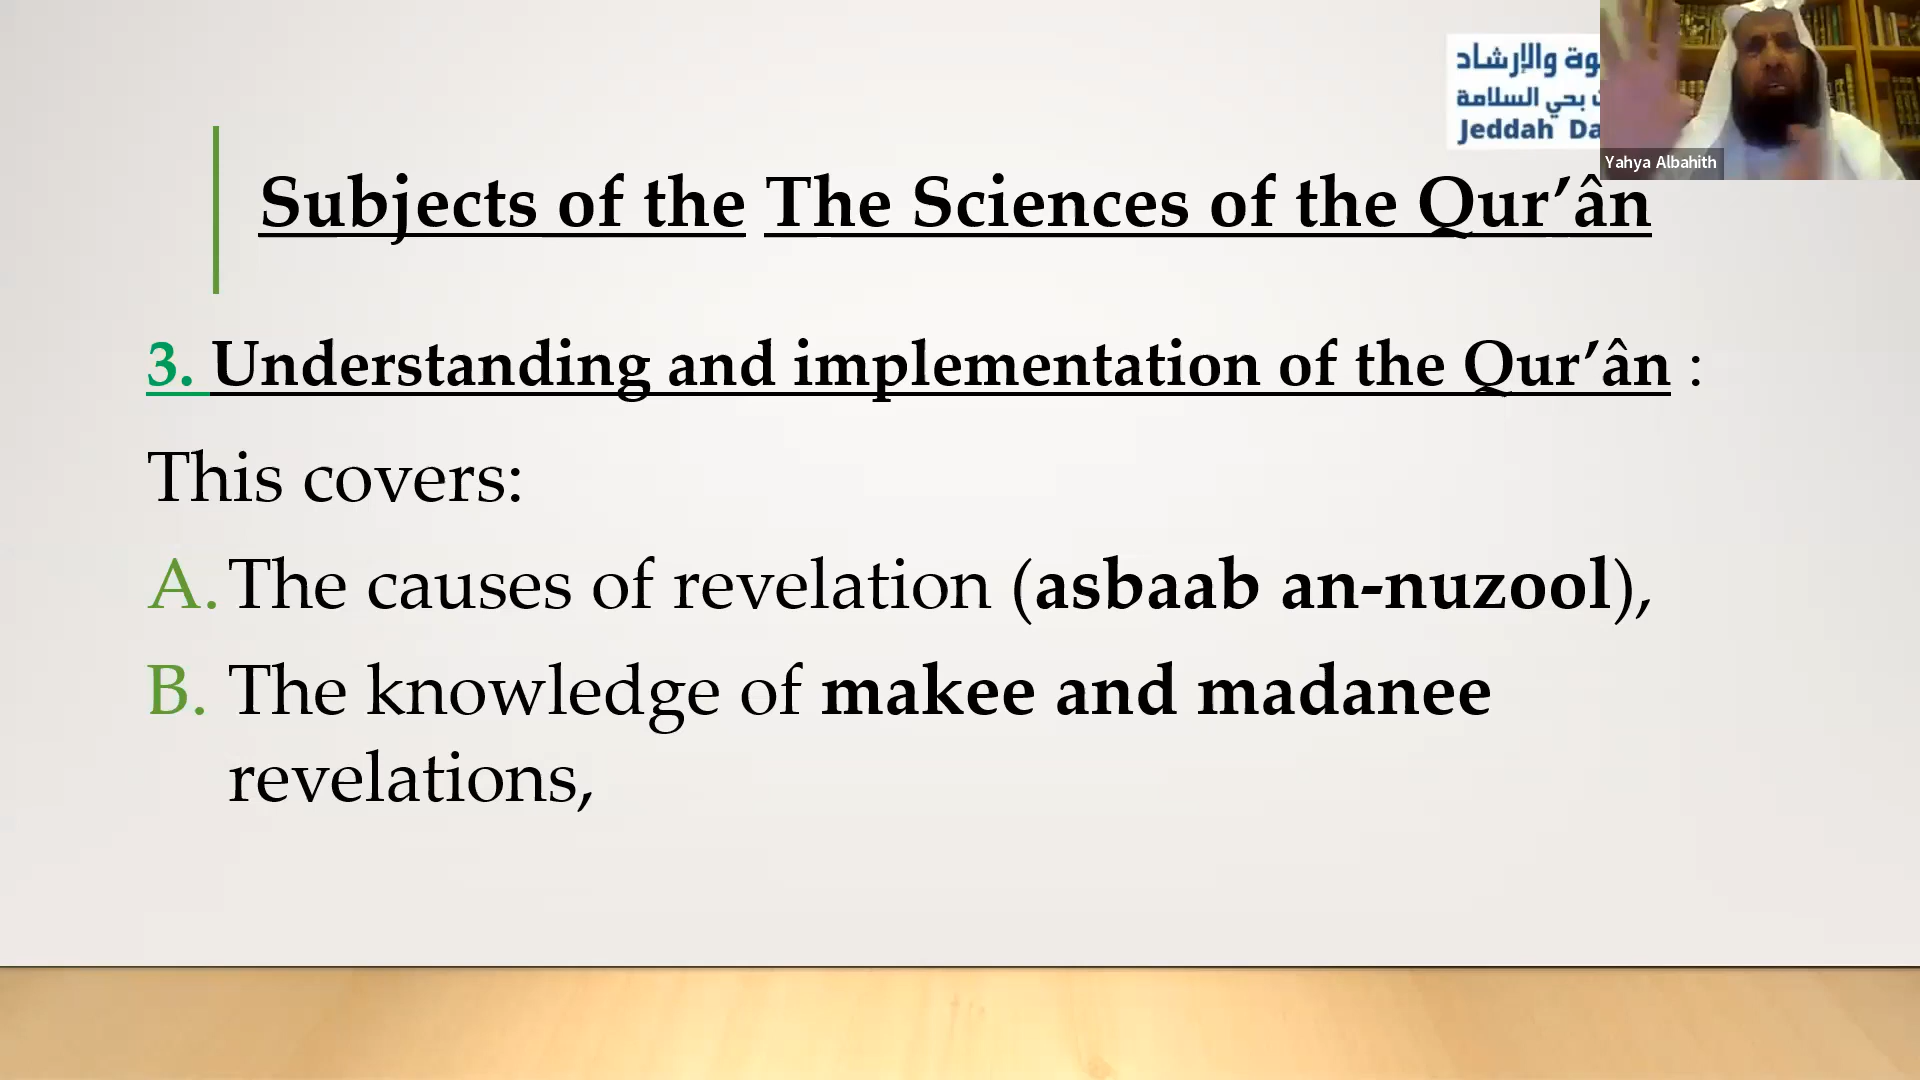 والإرشاد
بحي السلامة
Jeddah
Yahya Albahith
Subjects of the The Sciences of the Qur’ân
3. Understanding and implementation of the Qur’ân :
This covers:
A. The causes of revelation (asbaab an-nuzool),
B. The knowledge of makee and madanee
revelations,